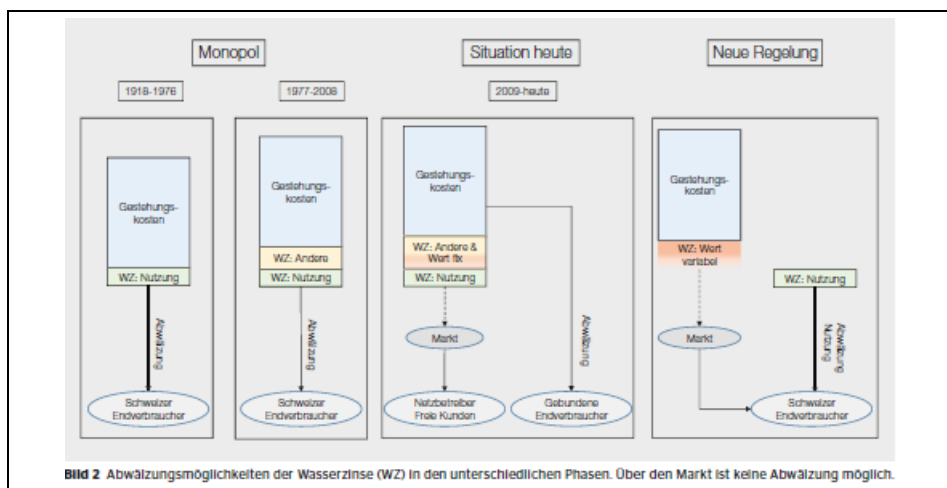 Monopol
Situation heute
Neue Regelung
1918-1976
1977-2008
2009-heute
Gestehungs-
kosten
WZ: Nutzung
Abwälzung
Schweizer
Endverbraucher
Gestehungs-
kosten
WZ: Andere
WZ: Nutzung
Abwälzung
Schweizer
Endverbraucher
Gestehungs-
kosten
WZ: Andere &
Wert fix
WZ: Nutzung
Markt
Abwälzung
Netzbetreiber
Freie Kunden
Gebundene
Endverbraucher
Gestehungs-
kosten
WZ: Wert
variabel
WZ: Nutzung
Markt
Abwälzung
Nutzung
Schweizer
Endverbraucher
Bild 2 Abwälzungsmöglichkeiten der Wasserzinse (WZ) in den unterschiedlichen Phasen. Über den Markt ist keine Abwälzung möglich.